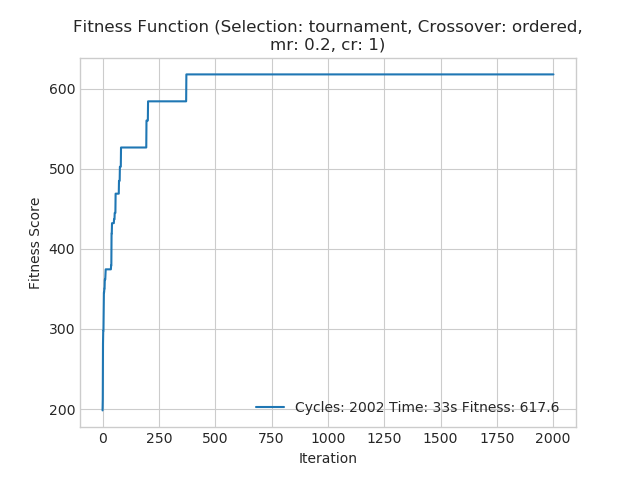 Fitness Function (Selection: tournament, Crossover: ordered,
mr: 0.2, cr: 1)
600
500
400
300
200
Fitness Score
Cycles: 2002 Time: 33s Fitness: 617.6
0 250 500 750 1000 1250 1500 1750 2000
Iteration